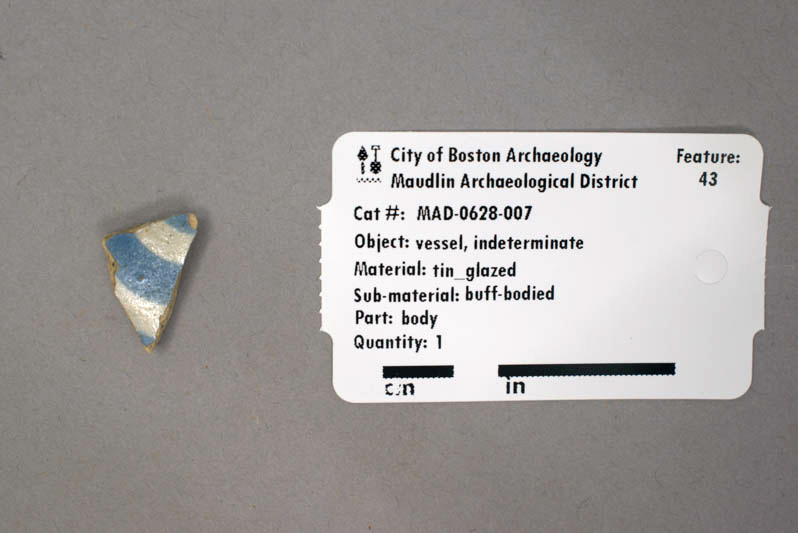 City of Boston Archaeology
Maudlin Archaeological District
Feature:
43
Cat #: MAD-0628-007
Object: vessel, indeterminate
Material: tin_glazed
Sub-material: buff-bodied
Part: body
Quantity: 1
cm in